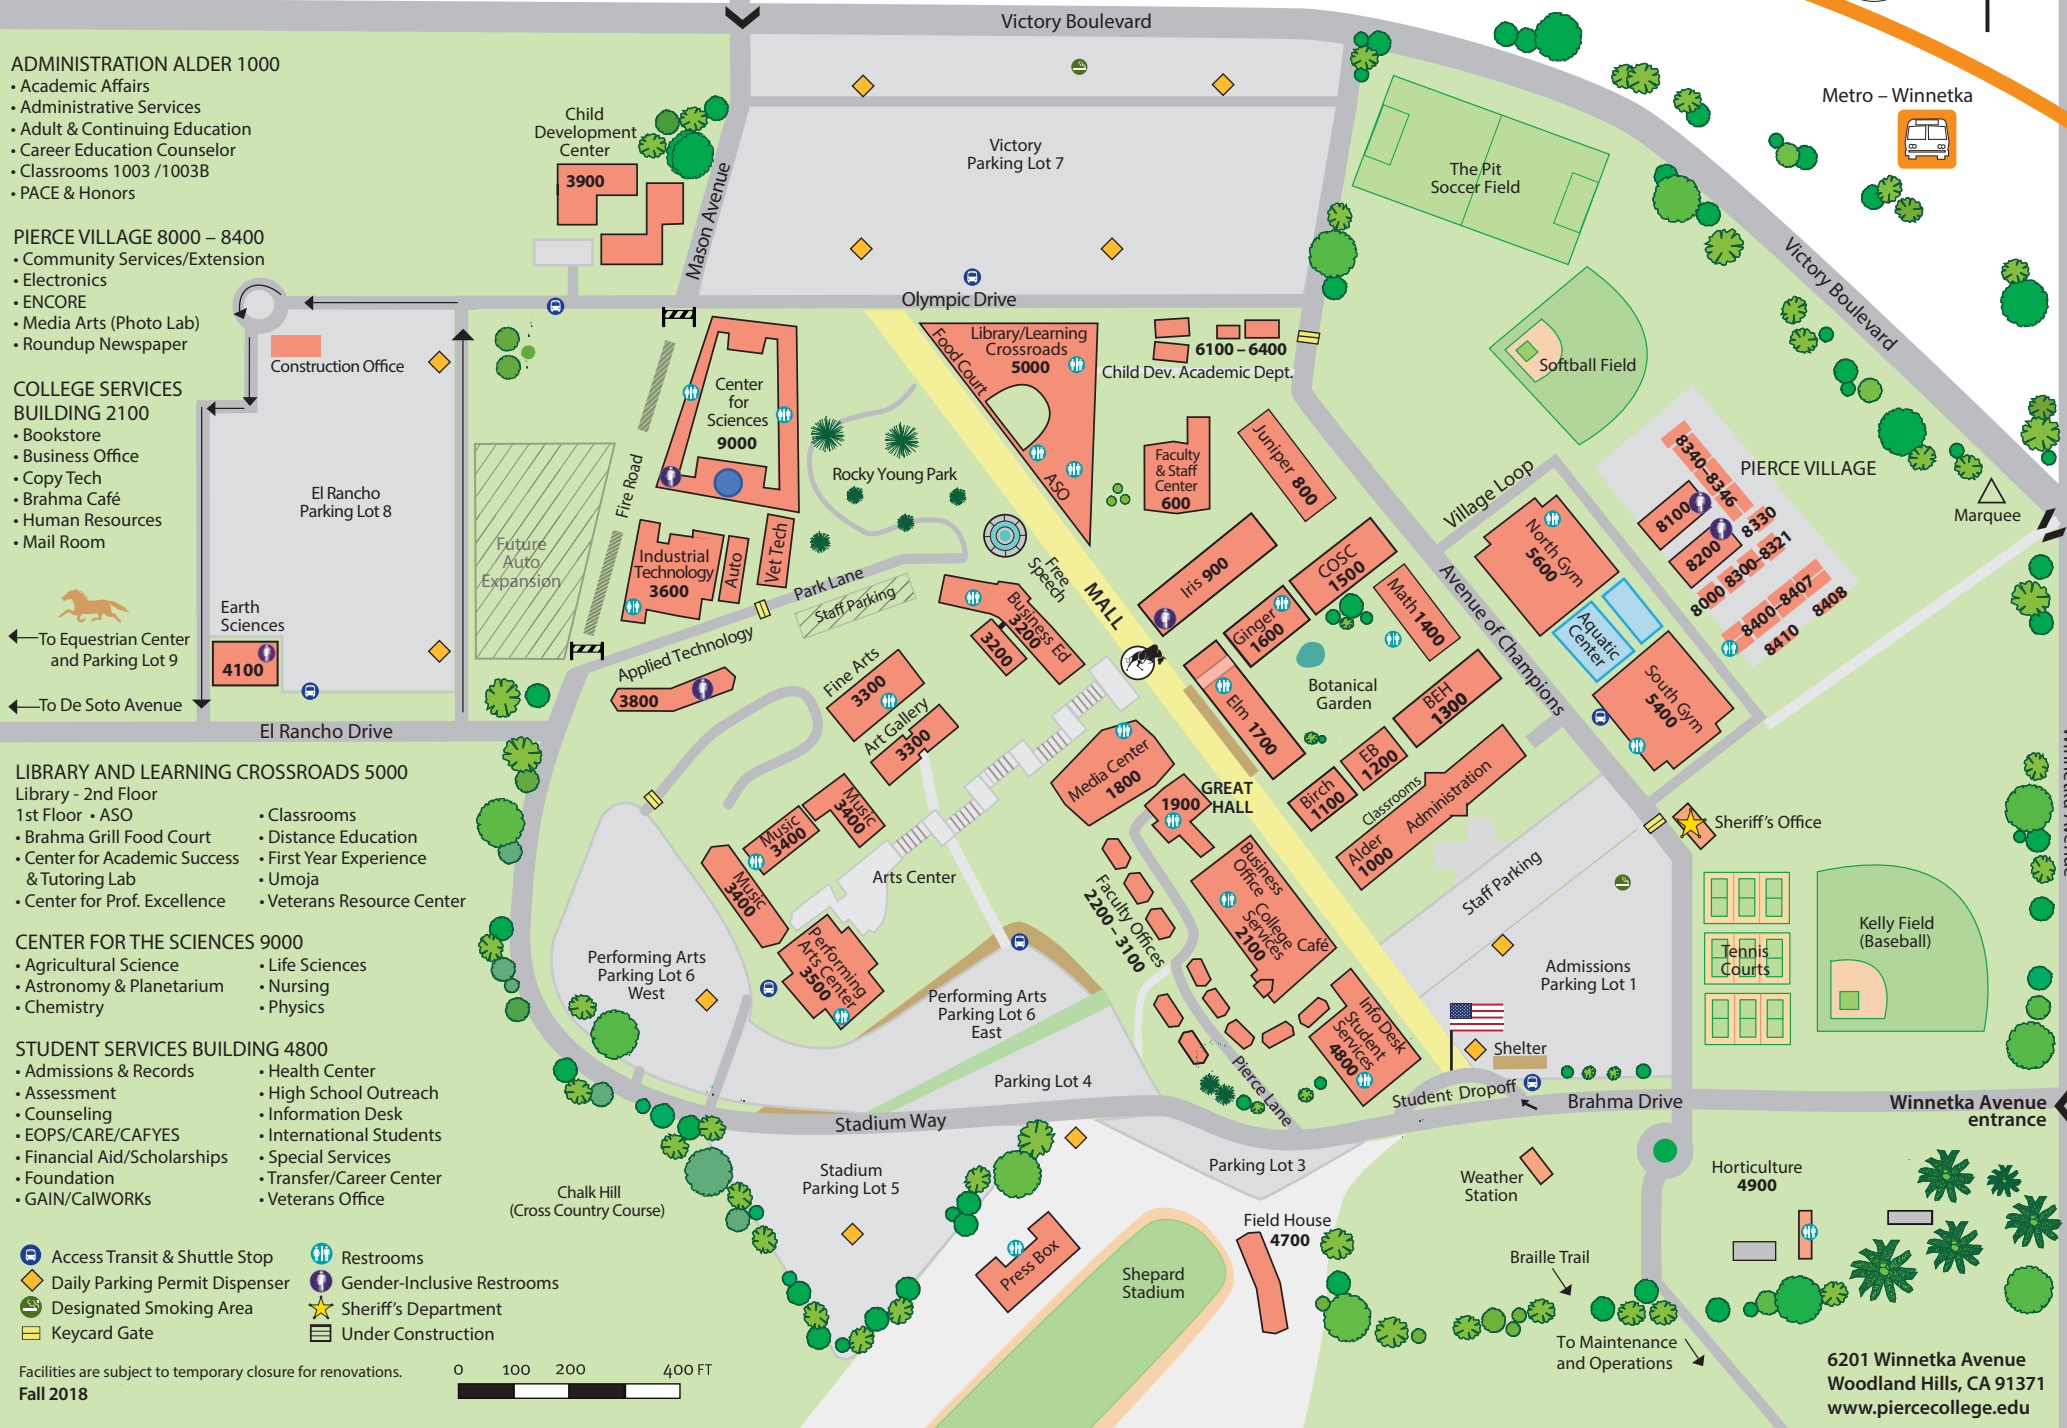 Victory Boulevard
ADMINISTRATION ALDER 1000
• Academic Affairs
• Administrative Services
• Adult & Continuing Education
• Career Education Counselor
• Classrooms 1003 /1003B
• PACE & Honors
PIERCE VILLAGE 8000 – 8400
• Community Services/Extension
• Electronics
• ENCORE
• Media Arts (Photo Lab)
• Roundup Newspaper
COLLEGE SERVICES
BUILDING 2100
• Bookstore
• Business Office
• Copy Tech
• Brahma Café
• Human Resources
• Mail Room
Child
Development
Center
3900
Mason Avenue
Victory
Parking Lot 7
Olympic Drive
The Pit
Soccer Field
Metro – Winnetka
Victory Boulevard
Softball Field
Construction Office
El Rancho
Parking Lot 8
Future
Auto
Expansion
Fire Road
Center
for
Sciences
9000
Food Court
Library/Learning
Crossroads
5000
ASO
6100 – 6400
Child Dev. Academic Dept.
Rocky Young Park
Faculty
& Staff
Center
600
Juniper 800
Village Loop
PIERCE VILLAGE
8340–8346
8100
8200
8330
8300–8321
8000
8400–8407
8408
8410
Marquee
North Gym
5600
Aquatic
Center
South Gym
5400
Avenue of Champions
Industrial
Technology
3600
Auto
Vet Tech
Park Lane
Staff Parking
Free
Speech
MALL
Iris 900
COSC
1500
Ginger
1600
Math 1400
Business Ed
3200
3200
Earth
Sciences
4100
To Equestrian Center
and Parking Lot 9
To De Soto Avenue
El Rancho Drive
Applied Technology
3800
Fine Arts
3300
Art Gallery
3300
Botanical
Garden
Elm 1700
BEH
1300
EB
1200
Birch
1100
Classrooms
Administration
Alder
1000
Media Center
1800
1900
GREAT
HALL
Music
3400
Music
3400
Music
3400
Arts Center
Performing
Arts Center
3500
Faculty Offices
2200 – 3100
Business
Office
College
Services
2100
Café
Staff Parking
Sheriff's Office
Tennis
Courts
Kelly Field
(Baseball)
Winnetka Avenue
LIBRARY AND LEARNING CROSSROADS 5000
Library - 2nd Floor
1st Floor • ASO
• Brahma Grill Food Court
• Center for Academic Success
& Tutoring Lab
• Center for Prof. Excellence
• Classrooms
• Distance Education
• First Year Experience
• Umoja
• Veterans Resource Center
CENTER FOR THE SCIENCES 9000
• Agricultural Science
• Astronomy & Planetarium
• Chemistry
• Life Sciences
• Nursing
• Physics
STUDENT SERVICES BUILDING 4800
• Admissions & Records
• Assessment
• Counseling
• EOPS/CARE/CAFYES
• Financial Aid/Scholarships
• Foundation
• GAIN/CalWORKs
• Health Center
• High School Outreach
• Information Desk
• International Students
• Special Services
• Transfer/Career Center
• Veterans Office
Performing Arts
Parking Lot 6
West
Performing Arts
Parking Lot 6
East
Parking Lot 4
Info Desk
Student
Services
4800
Admissions
Parking Lot 1
Shelter
Pierce Lane
Student Dropoff
Brahma Drive
Winnetka Avenue
entrance
Stadium Way
Stadium
Parking Lot 5
Chalk Hill
(Cross Country Course)
Parking Lot 3
Press Box
Shepard
Stadium
Field House
4700
Weather
Station
Horticulture
4900
Braille Trail
To Maintenance
and Operations
Access Transit & Shuttle Stop
Daily Parking Permit Dispenser
Designated Smoking Area
Keycard Gate
Restrooms
Gender-Inclusive Restrooms
Sheriff's Department
Under Construction
Facilities are subject to temporary closure for renovations.
Fall 2018
0 100 200 400 FT
6201 Winnetka Avenue
Woodland Hills, CA 91371
www.piercecollege.edu